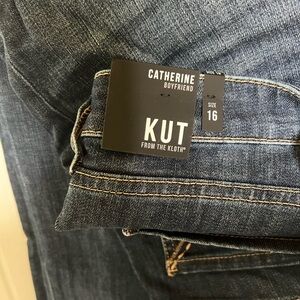 CATHERINE
BOYFRIEND
SIZE
16
KUT
FROM THE KLOTH®